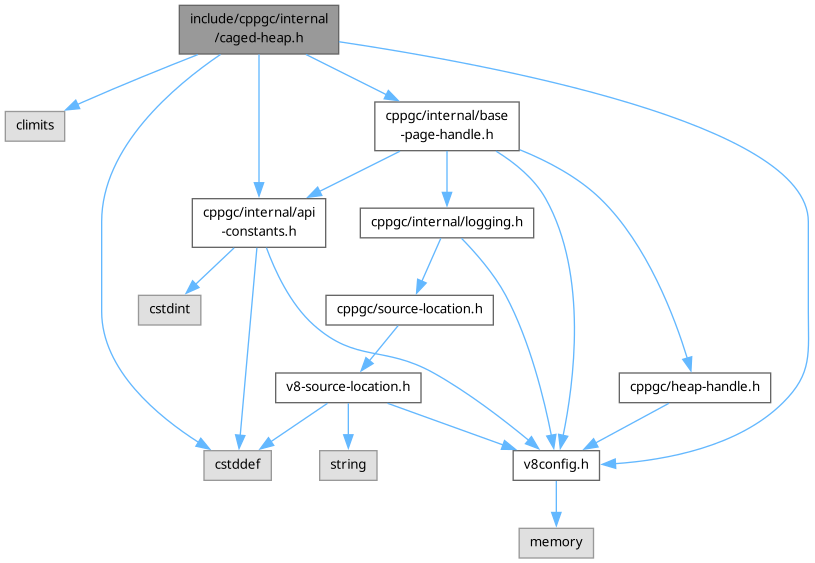 include/cppgc/internal
/caged-heap.h
climits
cppgc/internal/base
-page-handle.h
cppgc/internal/api
-constants.h
cppgc/internal/logging.h
cstdint
cppgc/source-location.h
v8-source-location.h
cppgc/heap-handle.h
cstddef
string
v8config.h
memory